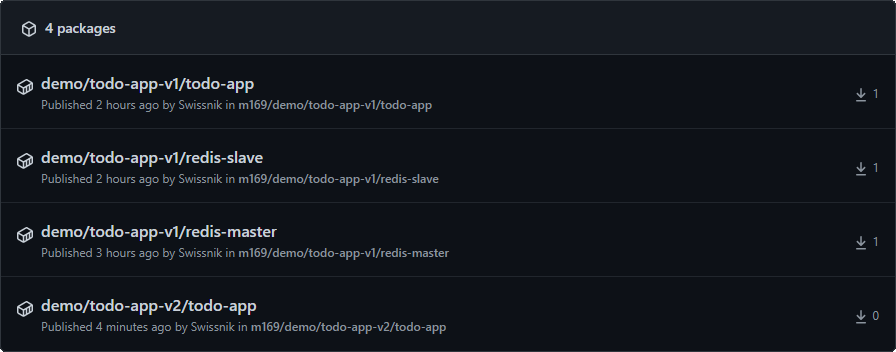 4 packages
demo/todo-app-v1/todo-app
Published 2 hours ago by Swissnik in m169/demo/todo-app-v1/todo-app
1
demo/todo-app-v1/redis-slave
Published 2 hours ago by Swissnik in m169/demo/todo-app-v1/redis-slave
1
demo/todo-app-v1/redis-master
Published 3 hours ago by Swissnik in m169/demo/todo-app-v1/redis-master
1
demo/todo-app-v2/todo-app
Published 4 minutes ago by Swissnik in m169/demo/todo-app-v2/todo-app
0